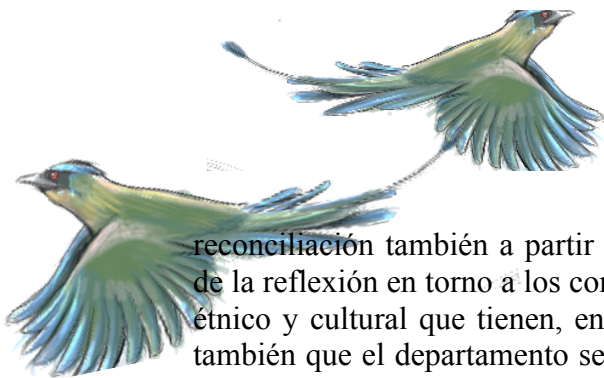 reconciliación también a partir
de la reflexión en torno a los
étnico y cultural que tienen, en
también que el departamento se